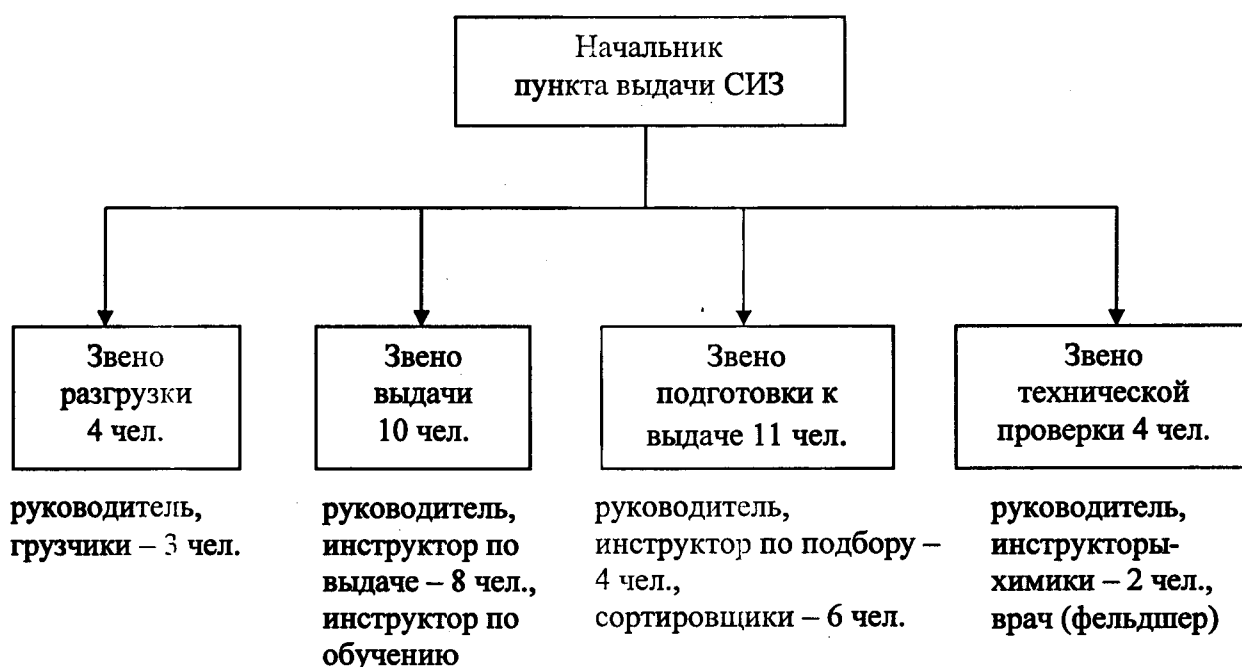 Начальник
пункта выдачи СИЗ
Звено
разгрузки
4 чел.
Звено
выдачи
10 чел.
Звено
подготовки к
выдаче 11 чел.
Звено
технической
проверки 4 чел.
руководитель,
грузчики – 3 чел.
руководитель,
инструктор по
выдаче – 8 чел.,
инструктор по
обучению
руководитель,
инструктор по подбору –
4 чел.,
сортировщики – 6 чел.
руководитель,
инструкторы-
химики – 2 чел.,
врач (фельдшер)